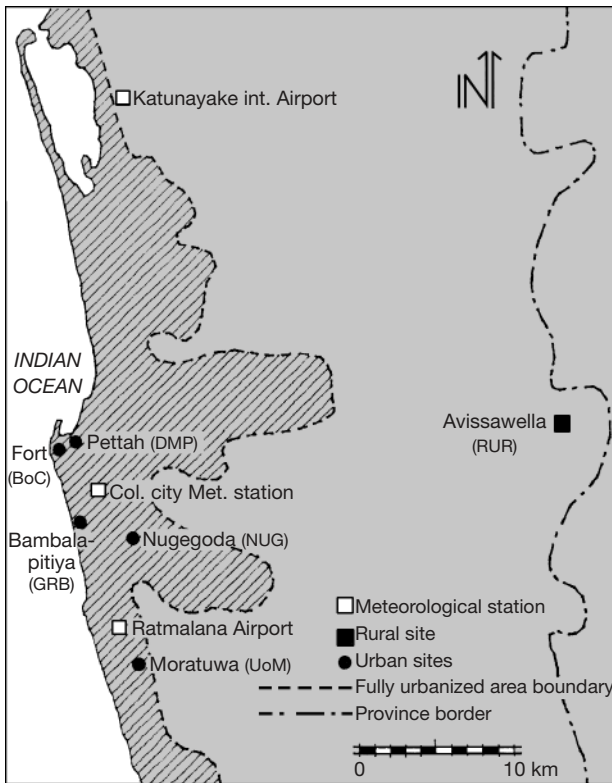 Katunayake int. Airport
N
INDIAN
OCEAN
Avissawella
(RUR)
Pettah (DMP)
Fort
(BoC)
Col. city Met. station
Bambala-
pitiya
(GRB)
Nugegoda (NUG)
Ratmalana Airport
Moratuwa (UoM)
Meteorological station
Rural site
Urban sites
Fully urbanized area boundary
Province border
0 10 km